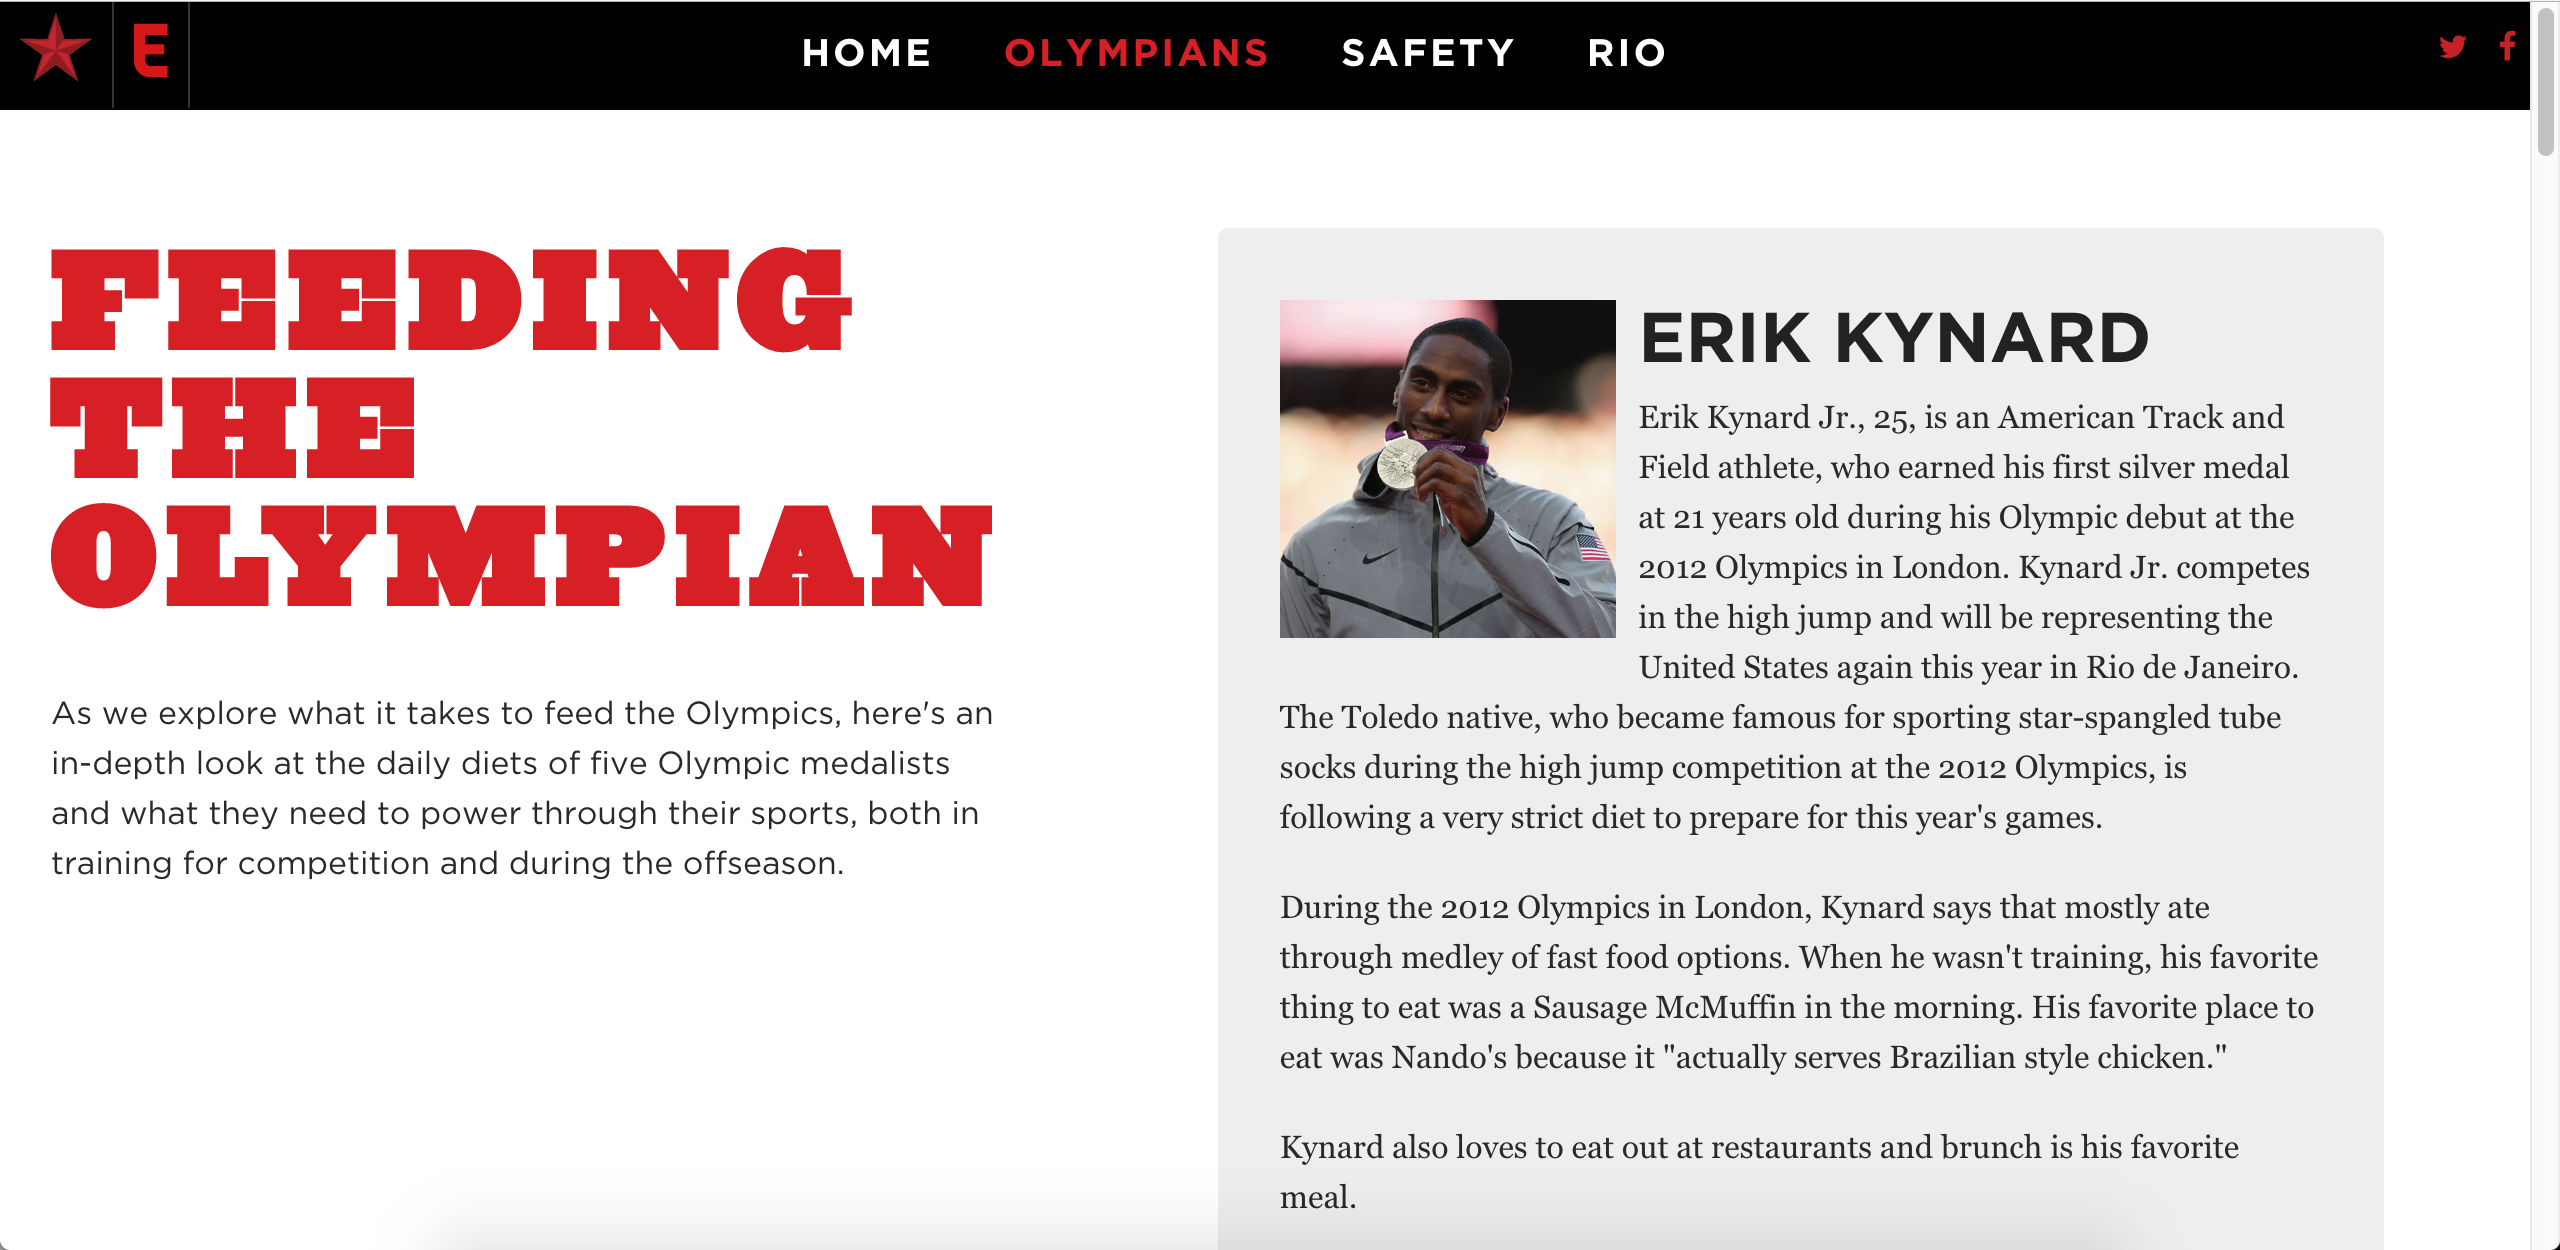 E
HOME OLYMPIANS SAFETY RIO
FEEDING
THE
OLYMPIAN
As we explore what it takes to feed the Olympics, here's an
in-depth look at the daily diets of five Olympic medalists
and what they need to power through their sports, both in
training for competition and during the offseason.
ERIK KYNARD
Erik Kynard Jr., 25, is an American Track and
Field athlete, who earned his first silver medal
at 21 years old during his Olympic debut at the
2012 Olympics in London. Kynard Jr. competes
in the high jump and will be representing the
United States again this year in Rio de Janeiro.
The Toledo native, who became famous for sporting star-spangled tube
socks during the high jump competition at the 2012 Olympics, is
following a very strict diet to prepare for this year's games.
During the 2012 Olympics in London, Kynard says that mostly ate
through medley of fast food options. When he wasn't training, his favorite
thing to eat was a Sausage McMuffin in the morning. His favorite place to
eat was Nando's because it "actually serves Brazilian style chicken."
Kynard also loves to eat out at restaurants and brunch is his favorite
meal.